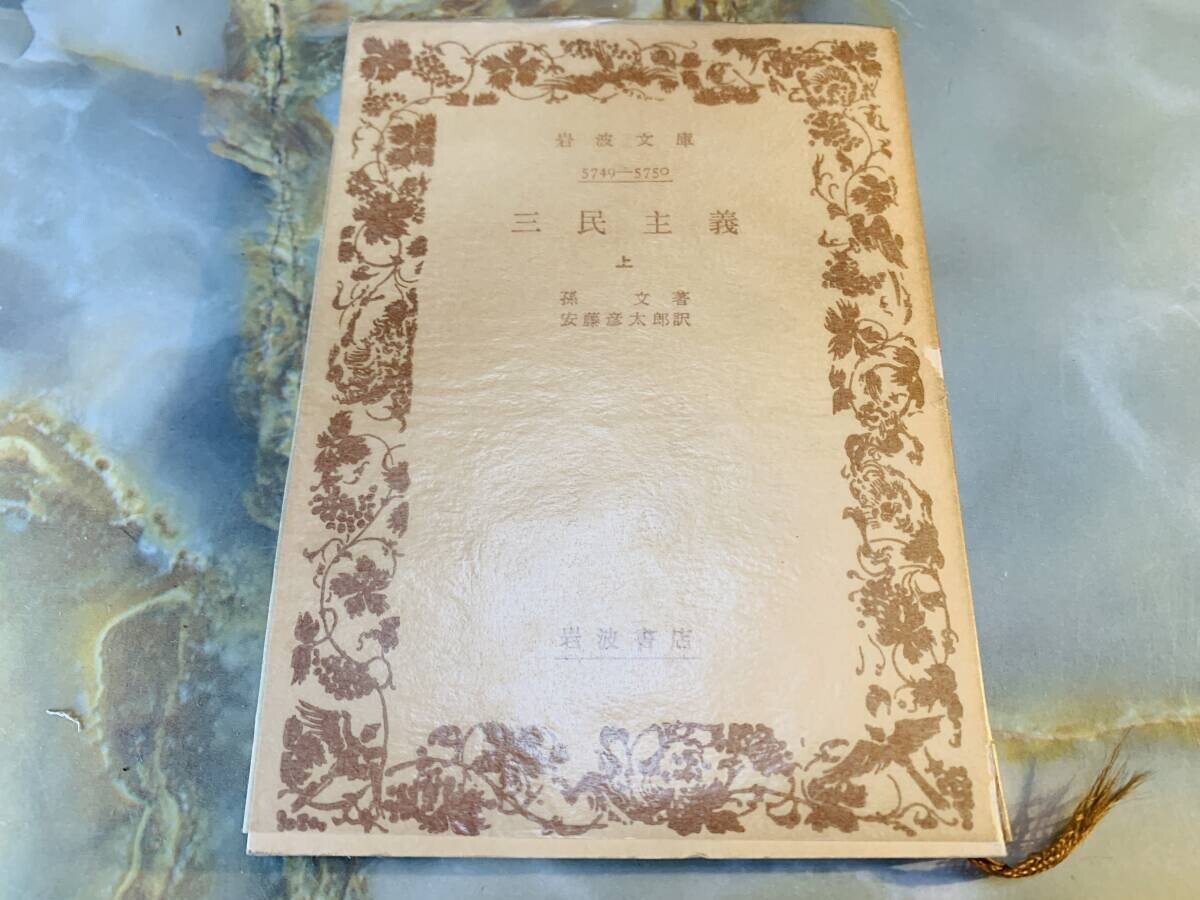 岩波文庫
5749—5750
三民主義
上
孫文著
安藤彦太郎訳
岩波書店